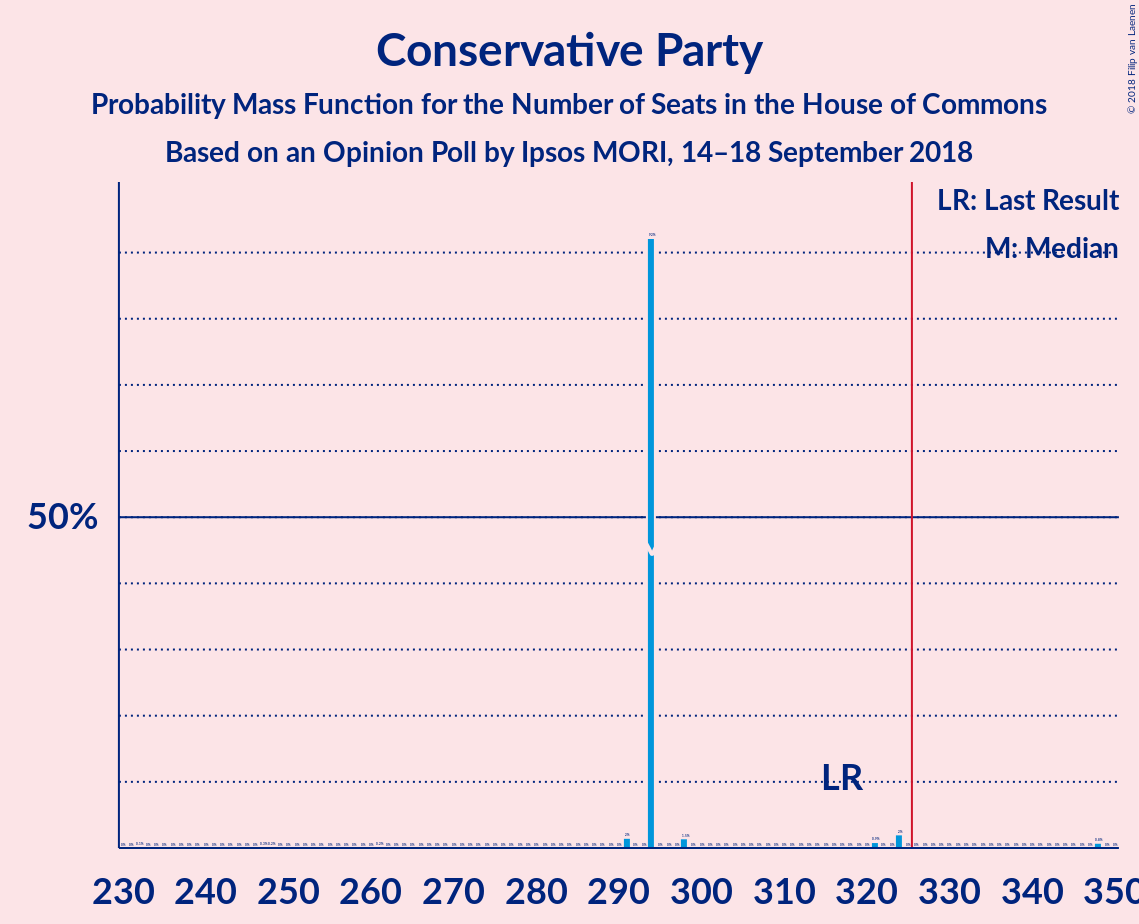 Conservative Party
Probability Mass Function for the Number of Seats in the House of Commons
Based on an Opinion Poll by Ipsos MORI, 14–18 September 2018
© 2018 Filip van Laenen
LR: Last Result
M: Median
50%
LR
230 240 250 260 270 280 290 300 310 320 330 340 350